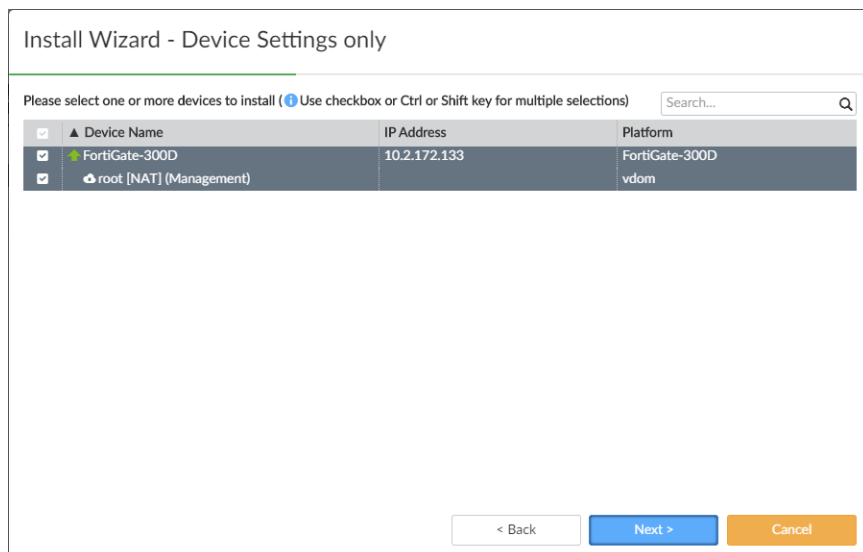 Install Wizard - Device Settings only
Please select one or more devices to install (Use checkbox or Ctrl or Shift key for multiple selections) Search...
▲ Device Name IP Address Platform
FortiGate-300D 10.2.172.133 FortiGate-300D
root [NAT] (Management) vdom
< Back Next > Cancel